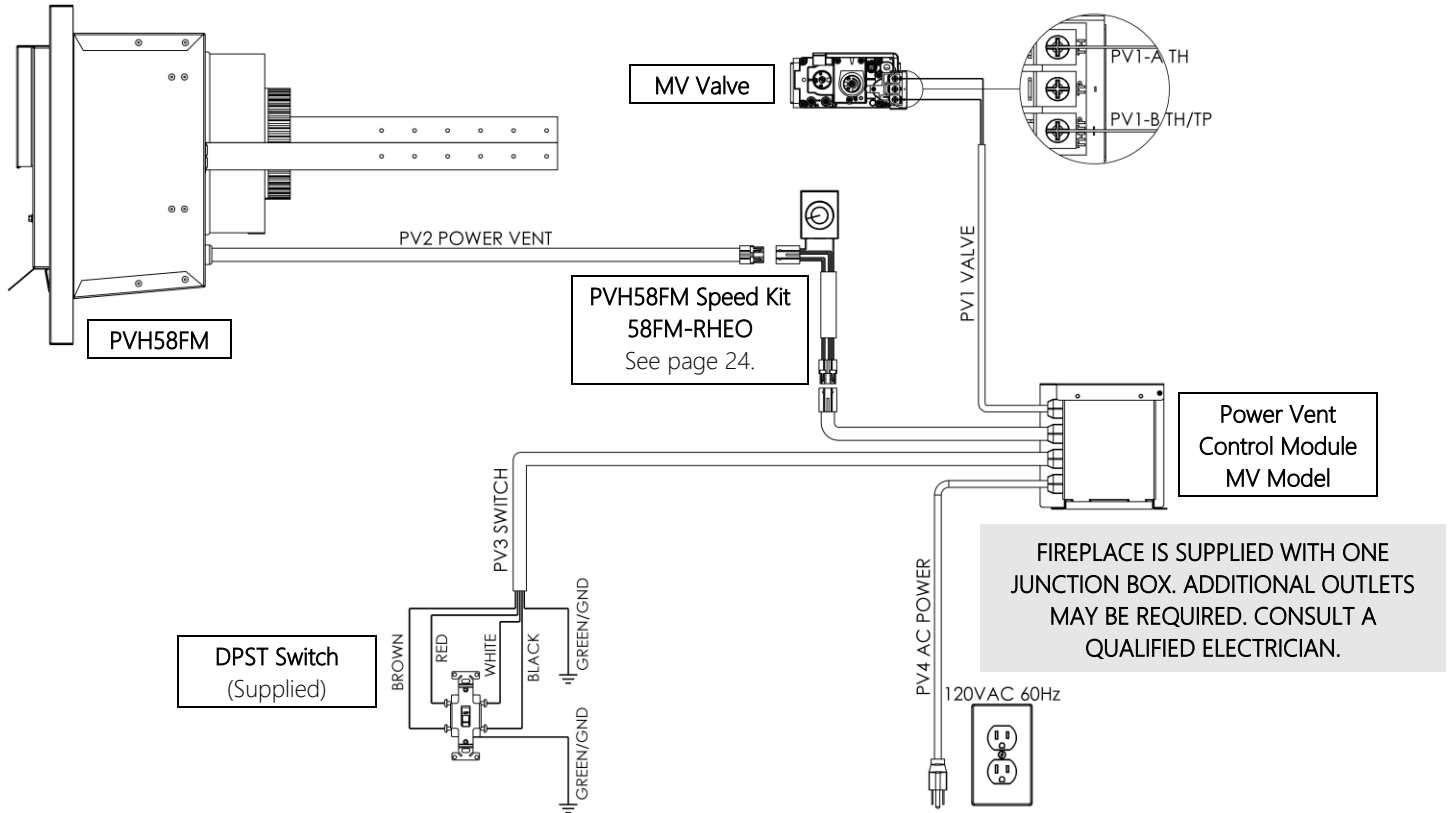 MV Valve
PV1-A TH
TH
TP
PV1-B TH/TP
PV2 POWER VENT
PV1 VALVE
PVH58FM
PVH58FM Speed Kit
58FM-RHEO
See page 24.
Power Vent
Control Module
MV Model
PV3 SWITCH
FIREPLACE IS SUPPLIED WITH ONE
JUNCTION BOX. ADDITIONAL OUTLETS
MAY BE REQUIRED. CONSULT A
QUALIFIED ELECTRICIAN.
PV4 AC POWER
DPST Switch
(Supplied)
BROWN
RED
WHITE
BLACK
GREEN/GND
GREEN/GND
120VAC 60Hz